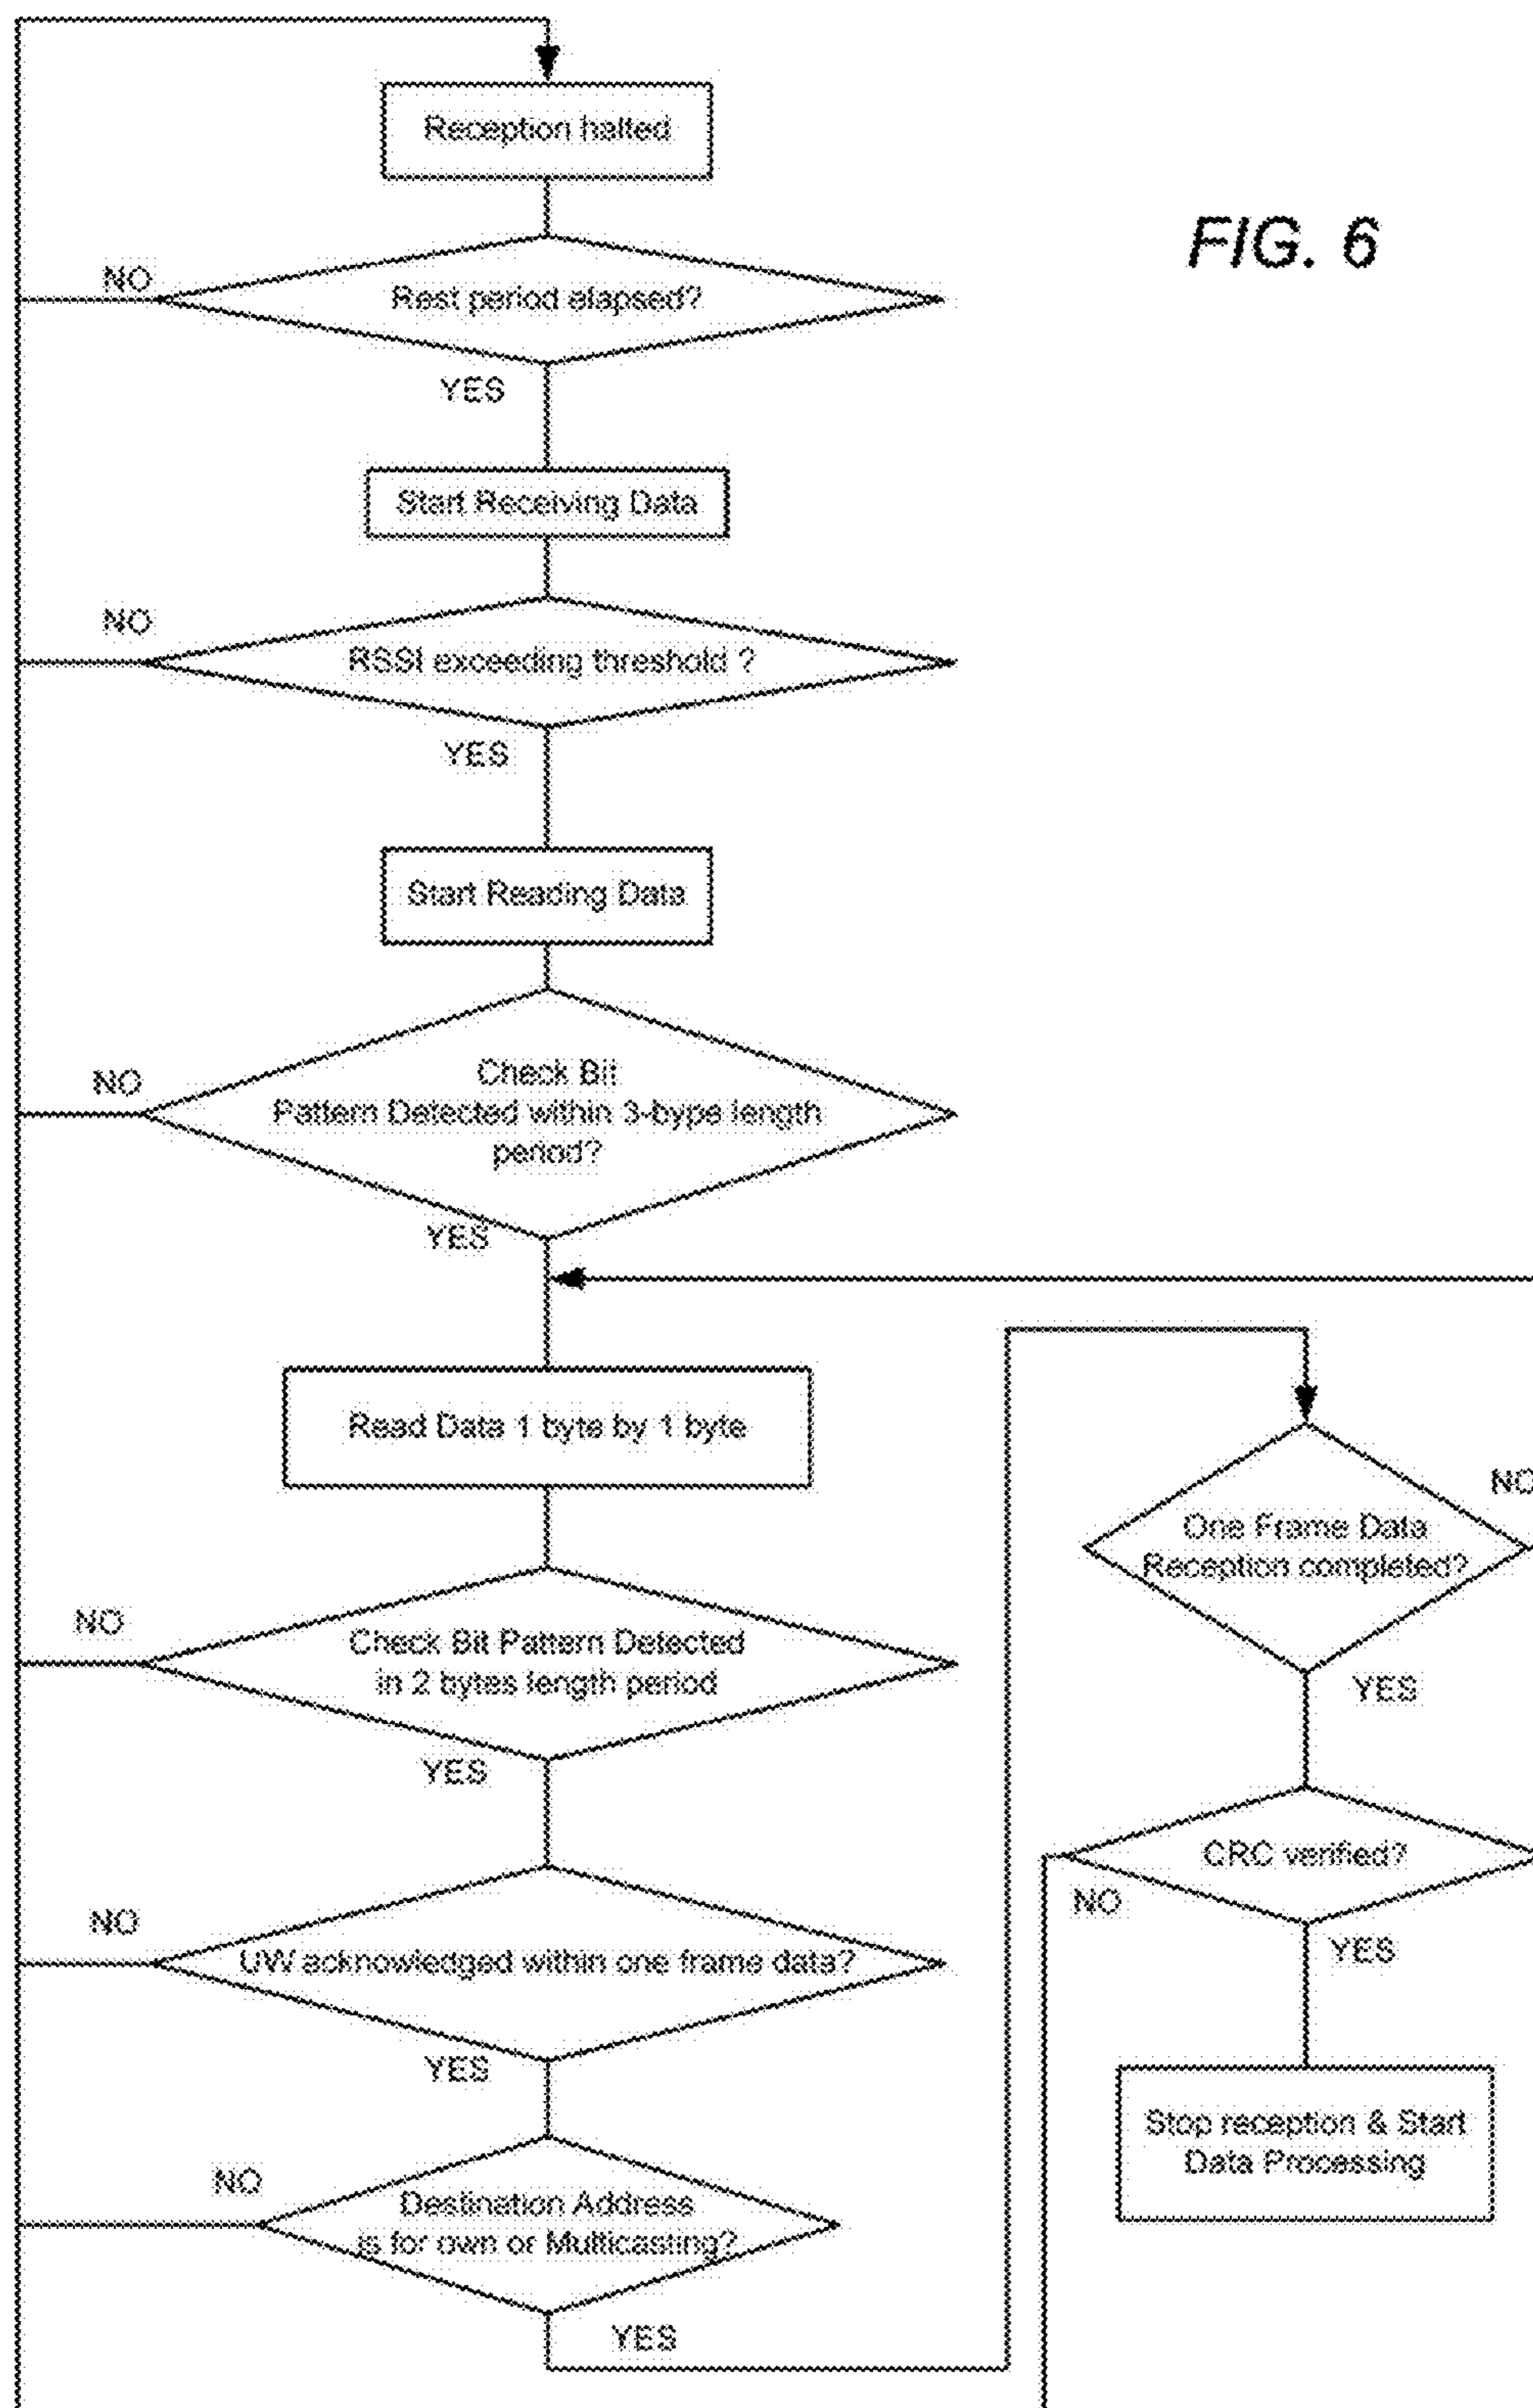 Reception halted
FIG. 6
NO
Rest period elapsed?
YES
Start Receiving Data
NO
RSSI exceeding threshold ?
YES
Start Reading Data
NO
Check Bit
Pattern Detected within 3-bype length
period?
YES
Read Data 1 byte by 1 byte
NO
Check Bit Pattern Detected
in 2 bytes length period
YES
NO
UW acknowledged within one frame data?
YES
NO
Destination Address
is for own or Multicasting?
YES
NO
One Frame Data
Reception completed?
YES
CRC verified?
NO
YES
Stop reception & Start
Data Processing